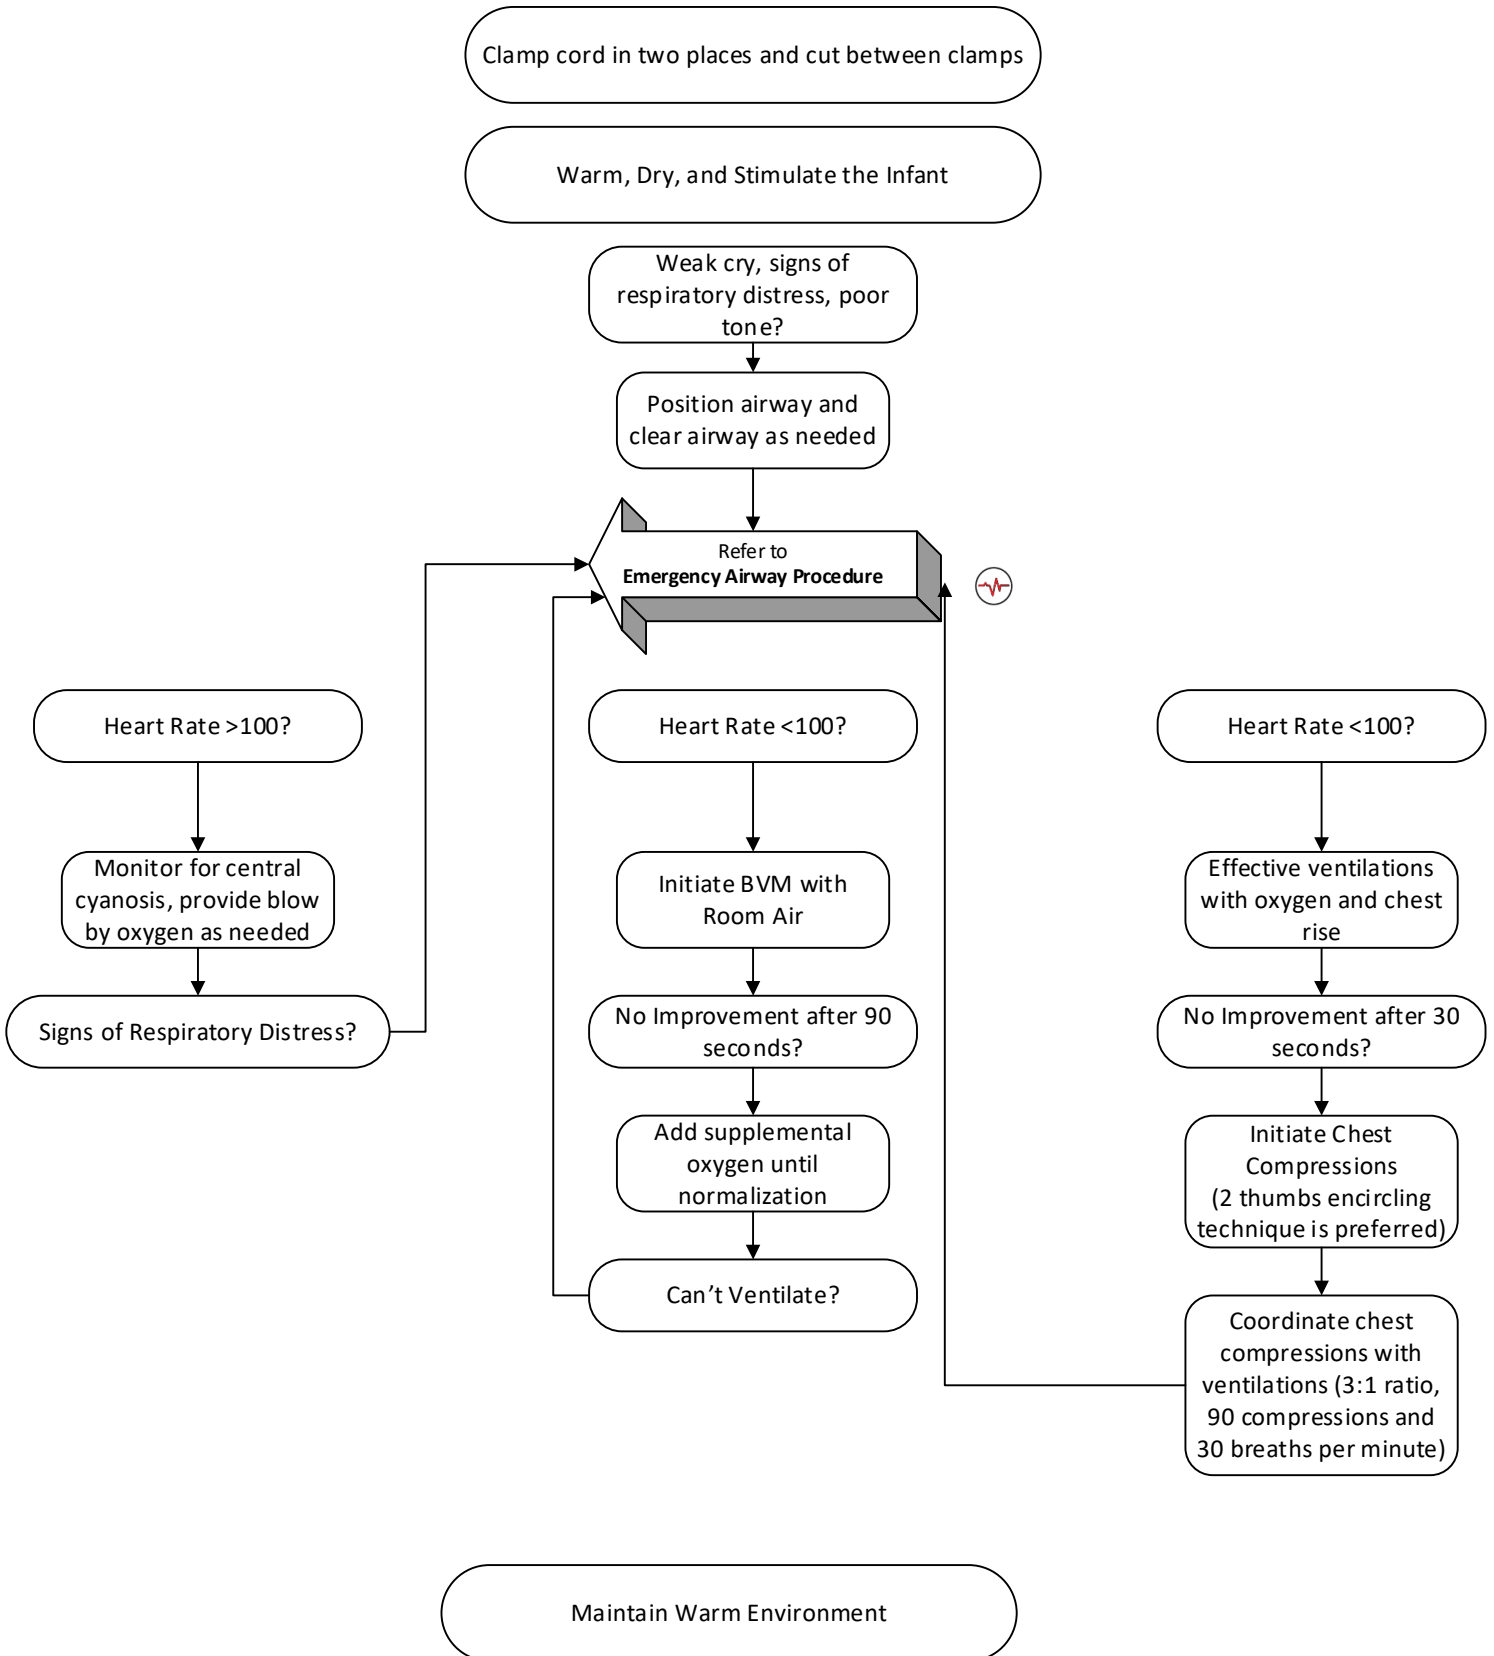 Clamp cord in two places and cut between clamps
Warm, Dry, and Stimulate the Infant
Weak cry, signs of
respiratory distress, poor
tone?
Position airway and
clear airway as needed
Refer to
Emergency Airway Procedure
Heart Rate >100?
Monitor for central
cyanosis, provide blow
by oxygen as needed
Signs of Respiratory Distress?
Heart Rate <100?
Initiate BVM with
Room Air
No Improvement after 90
seconds?
Add supplemental
oxygen until
normalization
Can’t Ventilate?
Heart Rate <100?
Effective ventilations
with oxygen and chest
rise
No Improvement after 30
seconds?
Initiate Chest
Compressions
(2 thumbs encircling
technique is preferred)
Coordinate chest
compressions with
ventilations (3:1 ratio,
90 compressions and
30 breaths per minute)
Maintain Warm Environment